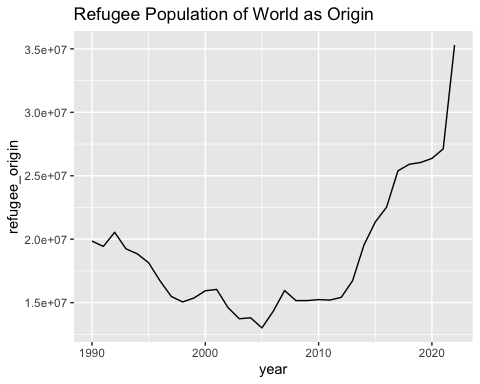 Refugee Population of World as Origin
3.5e+07
3.0e+07
2.5e+07
2.0e+07
1.5e+07
refugee_origin
1990
2000
2010
2020
year